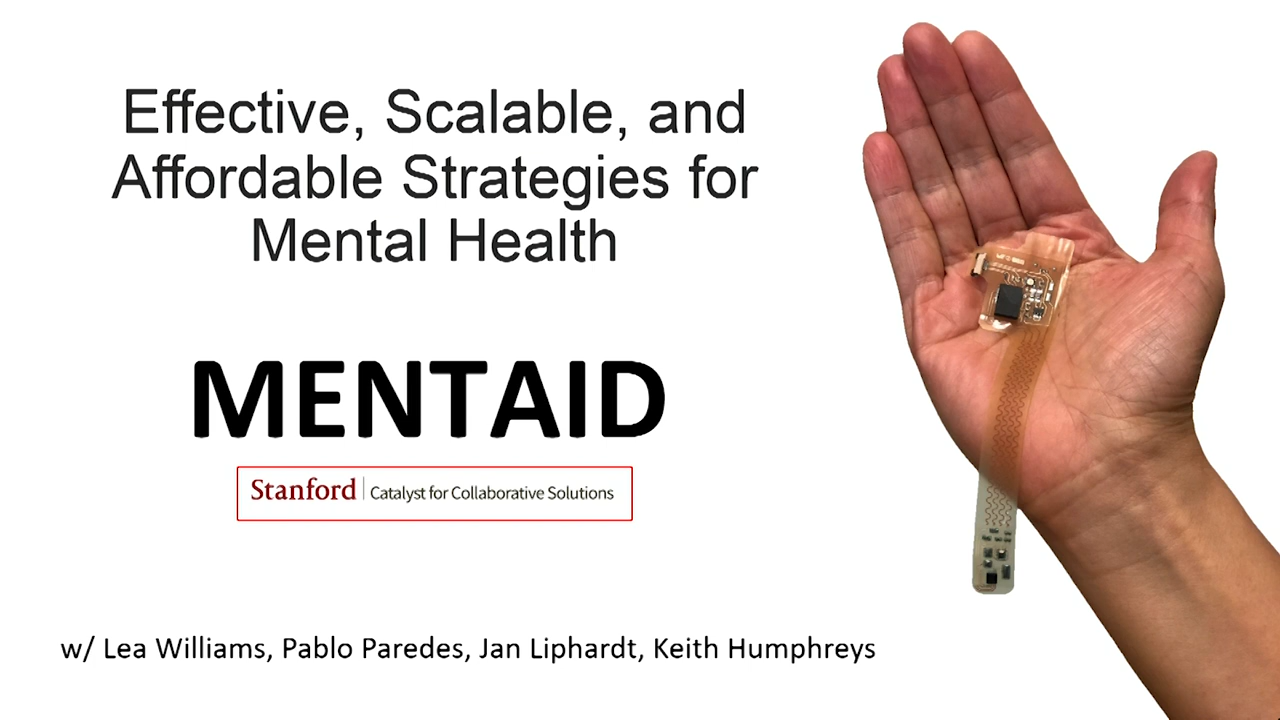 Effective, Scalable, and
Affordable Strategies for
Mental Health
MENTAID
Stanford | Catalyst for Collaborative Solutions
w/ Lea Williams, Pablo Paredes, Jan Liphardt, Keith Humphreys